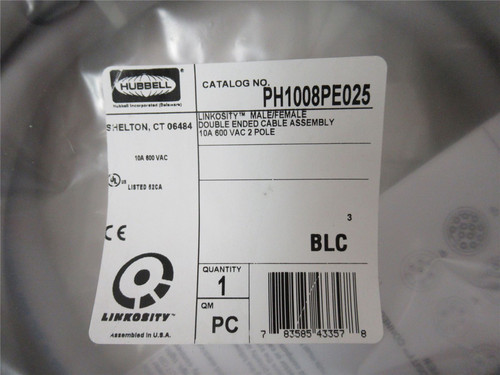 HUBBELL
Hubbell Incorporated (Delaware)
SHELTON, CT 06484
10A 600 VAC
UL US LISTED 52CA
CE
LINKOSITY
Assembled in U.S.A.
CATALOG NO.
PH1008PE025
LINKOSITY™ MALE/FEMALE
DOUBLE ENDED CABLE ASSEMBLY
10A 600 VAC 2 POLE
3
BLC
QUANTITY
1
QM
PC
7 83585 43357 8